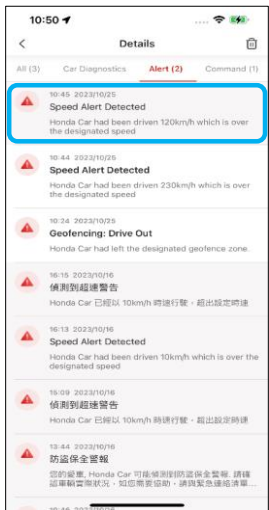 10:50
Details
All (3) Car Diagnostics Alert (2) Command (1)
10:45 2023/10/25
Speed Alert Detected
Honda Car had been driven 120km/h which is over
the designated speed
10:44 2023/10/25
Speed Alert Detected
Honda Car had been driven 230km/h which is over
the designated speed
10:34 2023/10/25
Geofencing: Drive Out
Honda Car had left the designated geofence zone.
16:15 2023/10/16
偵測到超速警告
Honda Car 已經以 10km/h 時速行駛，超出設定時速
16:13 2023/10/16
Speed Alert Detected
Honda Car had been driven 10km/h which is over the
designated speed
15:09 2023/10/16
偵測到超速警告
Honda Car 已經以 10km/h 時速行駛，超出設定時速
13:44 2023/10/16
防盜保全警報
您的愛車, Honda Car 可能偵測到防盜保全警報. 請確
認車輛實際狀況，如您需要協助，請與緊急連絡清單...